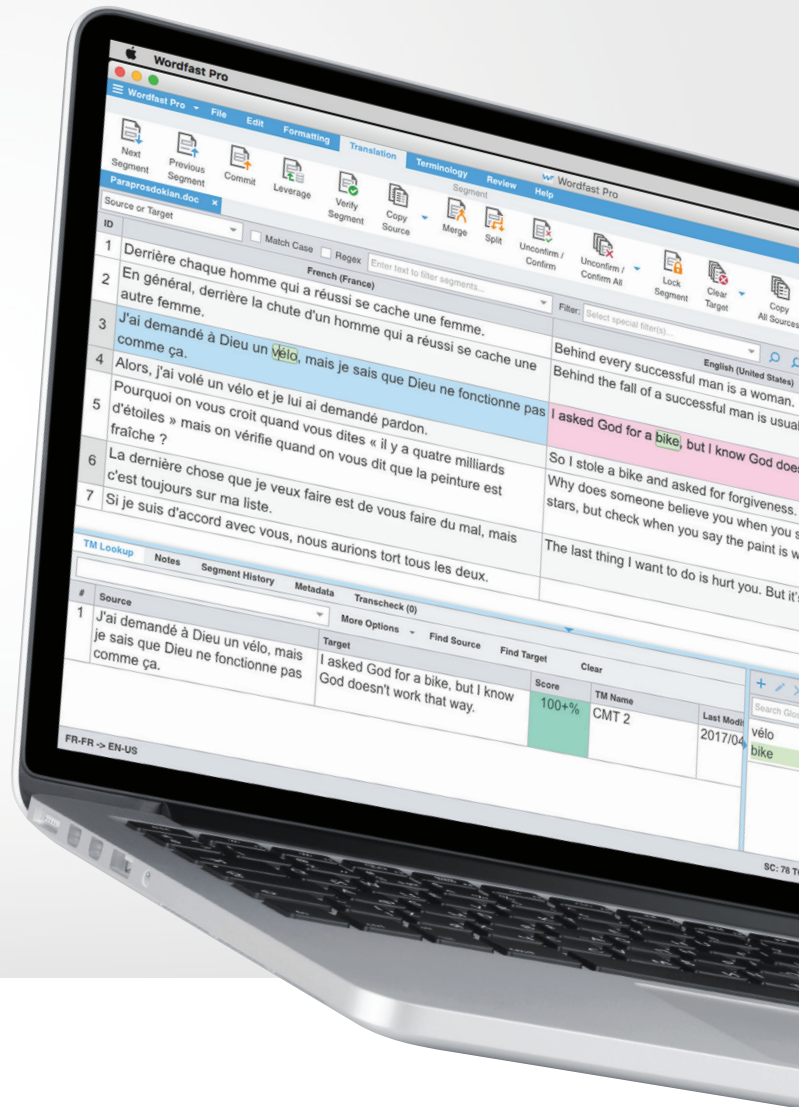 Wordfast Pro
Wordfast Pro
Wordfast Pro File Edit Formatting Translation Terminology Review Help
Next Segment
Previous Segment
Commit
Leverage
Verify Segment
Copy Source
Segment
Merge
Split
Unconfirm / Confirm
Unconfirm / Confirm All
Lock Segment
Clear Target
Copy All Sources
Paraprosdokian.doc ×
Source or Target
Match Case
Regex
Enter text to filter segments...
Filter:
Select special filter(s)...
ID
French (France)
English (United States)
1 Derrière chaque homme qui a réussi se cache une femme.
Behind every successful man is a woman.
2 En général, derrière la chute d'un homme qui a réussi se cache une
autre femme.
Behind the fall of a successful man is
3 J'ai demandé à Dieu un vélo, mais je sais que Dieu ne fonctionne pas
comme ça.
I asked God for a bike, but I know God
4 Alors, j'ai volé un vélo et je lui ai demandé pardon.
So I stole a bike and asked for forgiveness.
5 Pourquoi on vous croit quand vous dites « il y a quatre milliards
d'étoiles » mais on vérifie quand on vous dit que la peinture est
fraîche ?
Why does someone believe you when you
stars, but check when you say the paint is
6 La dernière chose que je veux faire est de vous faire du mal, mais
c'est toujours sur ma liste.
The last thing I want to do is hurt you. But
7 Si je suis d'accord avec vous, nous aurions tort tous les deux.
TM Lookup Notes Segment History Metadata Transcheck (0)
More Options Find Source Find Target Clear
# Source Target Score TM Name Last
1 J'ai demandé à Dieu un vélo, mais
je sais que Dieu ne fonctionne pas
comme ça.
I asked God for a bike, but I know
God doesn't work that way.
100+%
CMT 2
2017/04
Search
vélo
bike
FR-FR -> EN-US
SC: 78